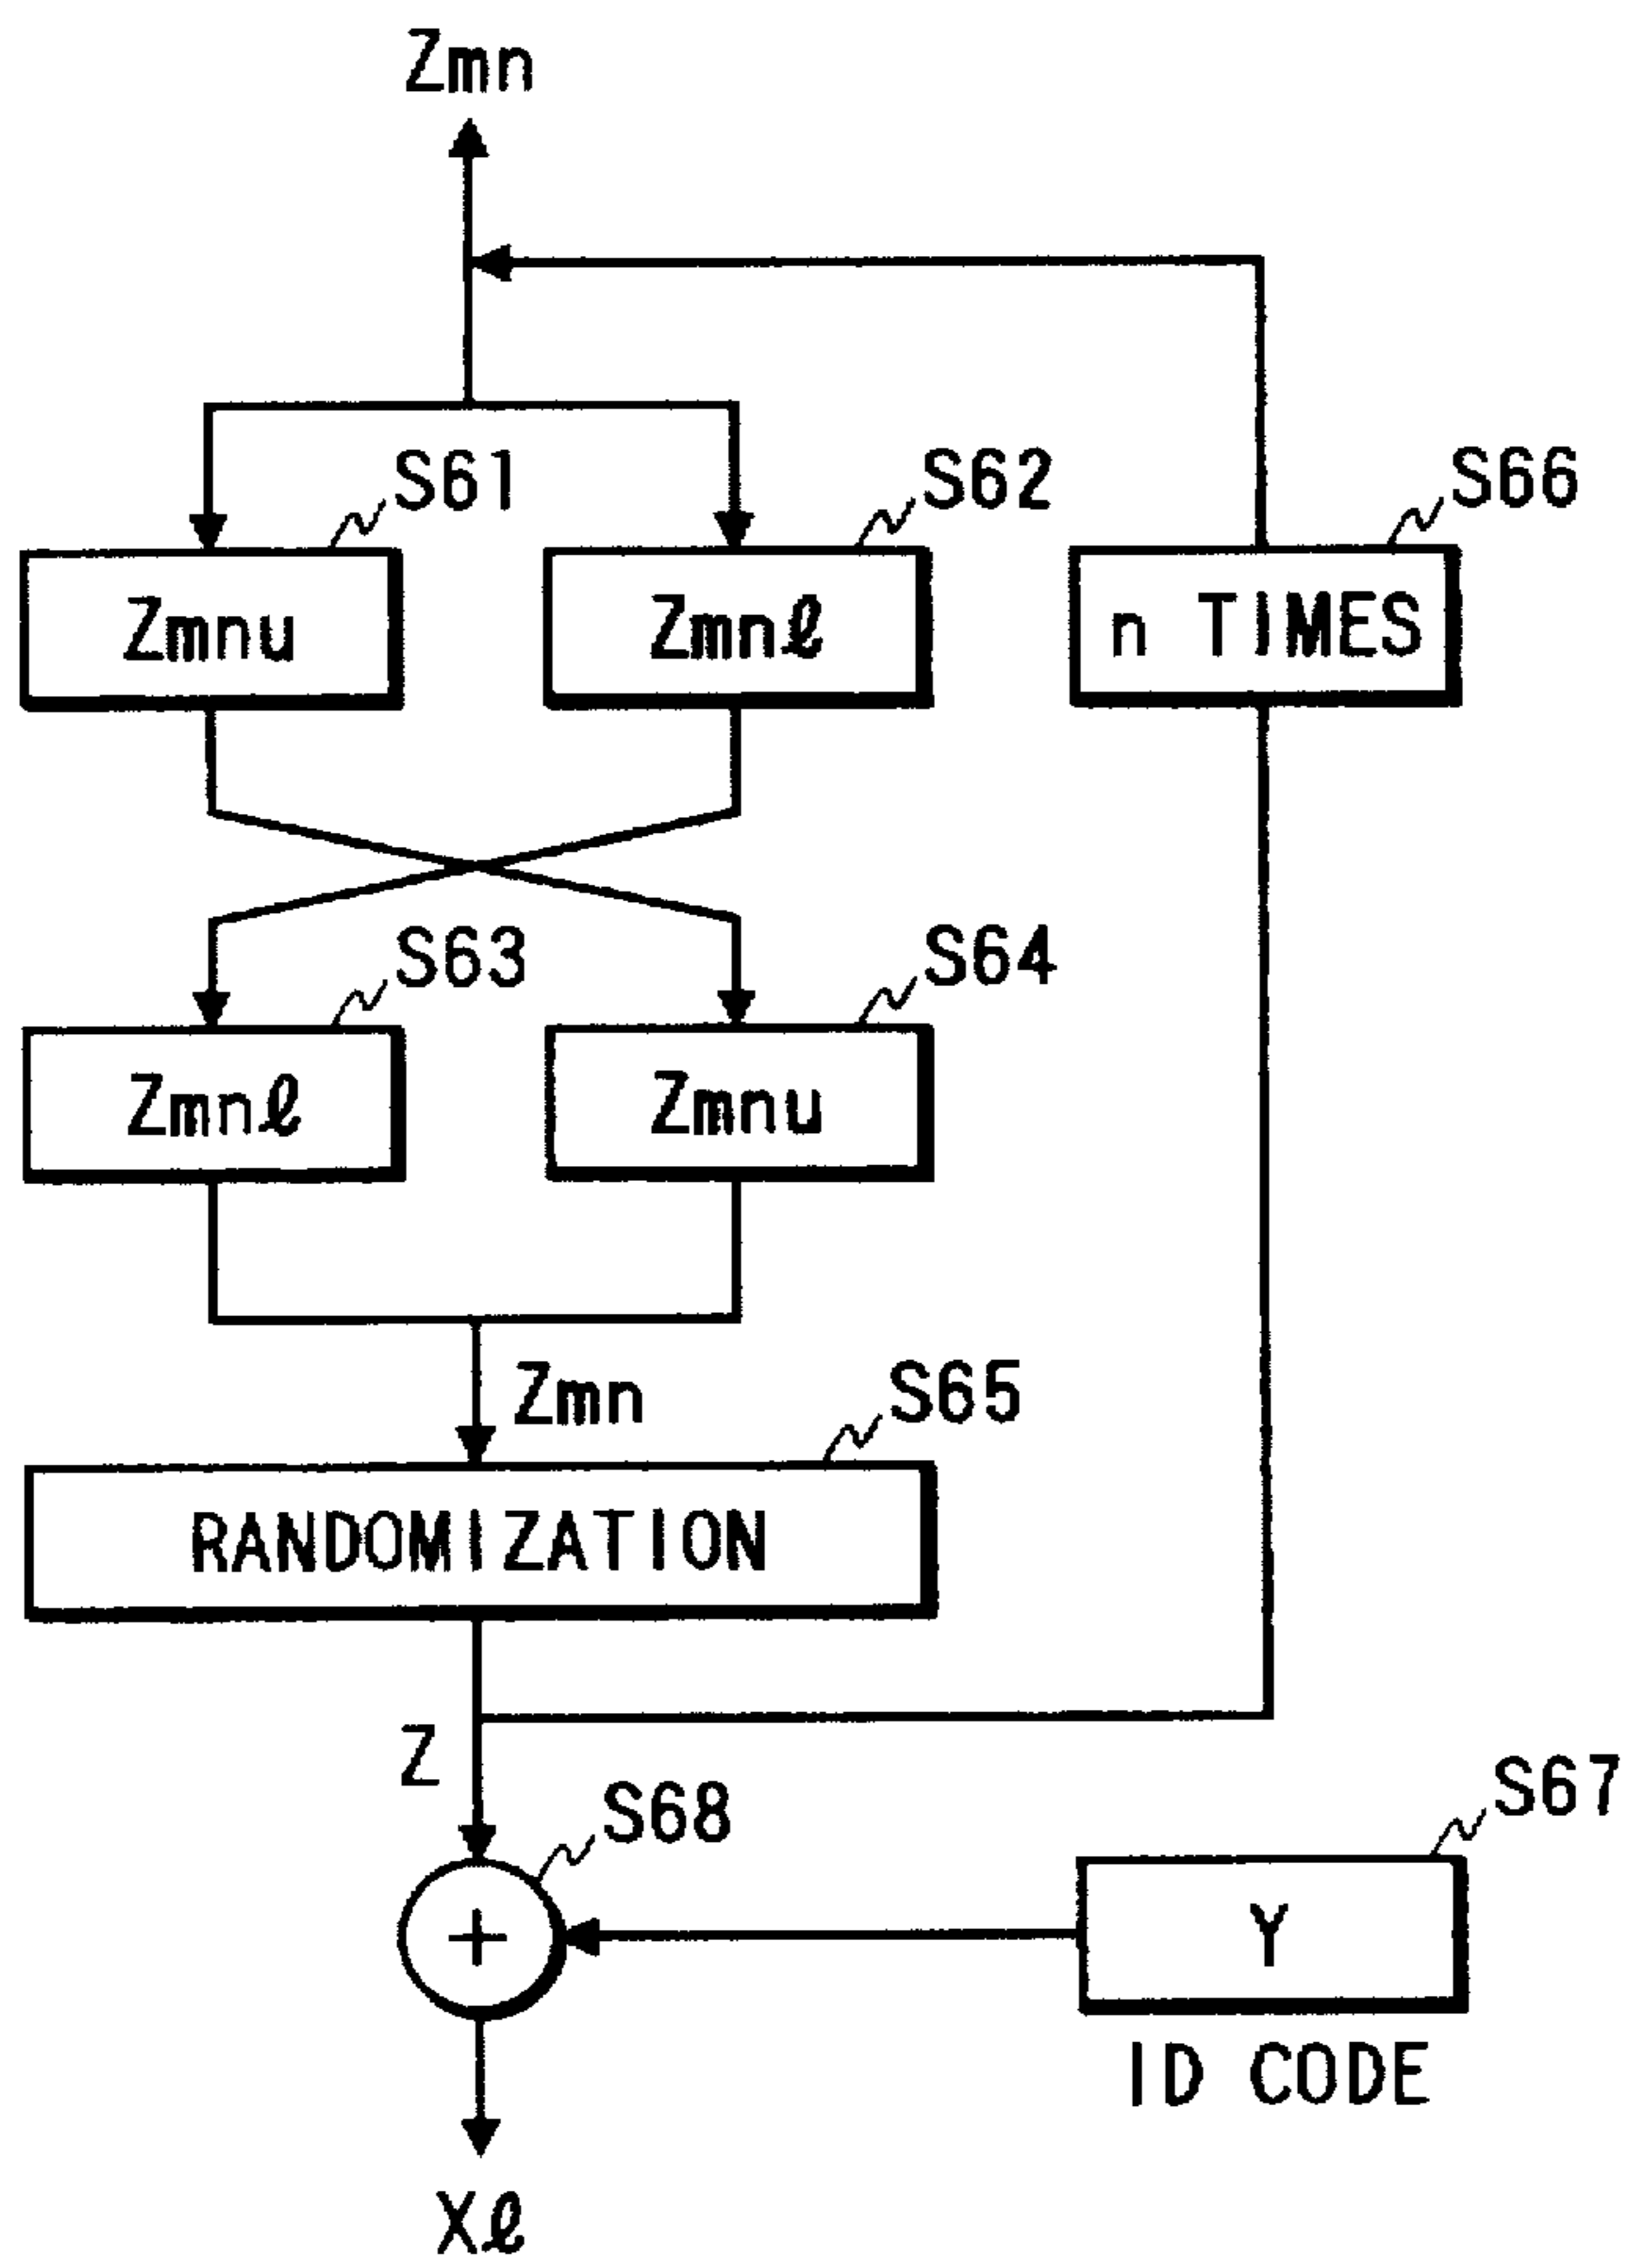 Zmn
S61
S62
S66
Zmnu
Zmnℓ
n TIMES
S63
S64
Zmnℓ
Zmnu
Zmn
S65
RANDOMIZATION
Z
S68
S67
+
Y
ID CODE
Xℓ